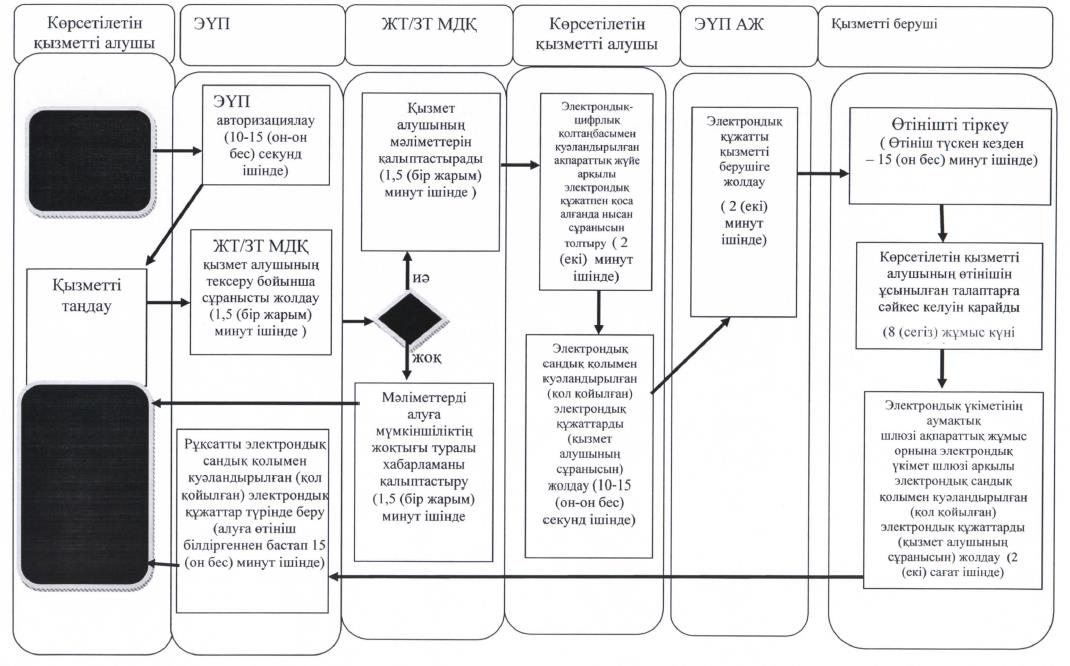 Көрсетілетін
қызметті алушы
ЭҮП
ЖТ/ЗТ МДҚ
Көрсетілетін
қызметті алушы
ЭҮП АЖ
Қызметті беруші
ЭҮП
авторизациялау
(10-15 (он-он
бес) секунд
ішінде)
Қызметті
таңдау
ЖТ/ЗТ МДҚ
қызмет алушының
тексеру бойынша
сұранысты жолдау
(1,5 (бір жарым)
минут ішінде )
Рұқсатты электрондық
сандық қолымен
куәландырылған (қол
қойылған) электрондық
құжаттар түрінде беру
(алуға өтініш
білдіргеннен бастап 15
(он бес) минут ішінде)
Қызмет
алушының
мәліметтерін
қалыптастырады
(1,5 (бір жарым)
минут ішінде )
иә
жоқ
Мәліметтерді
алуға
мүмкіншіліктің
жоқтығы туралы
хабарламаны
қалыптастыру
(1,5 (бір жарым)
минут ішінде
Электрондық-
цифрлық
қолтаңбасымен
куәландырылған
ақпараттық жүйе
арқылы
электрондық
құжатпен қоса
алғанда нысан
сұранысын
толтыру ( 2
(екі) минут
ішінде)
Электрондық
сандық қолымен
куәландырылған
(қол қойылған)
электрондық
құжаттарды
(қызмет
алушының
сұранысын)
жолдау (10-15
(он-он бес)
секунд ішінде)
Электрондық
құжатты
қызметті
берушіге
жолдау
( 2 (екі)
минут
ішінде)
Өтінішті тіркеу
( Өтініш түскен кезден
– 15 (он бес) минут ішінде)
Көрсетілетін қызметті
алушының өтінішін
ұсынылған талаптарға
сәйкес келуін қарайды
(8 (сегіз) жұмыс күні
Электрондық үкіметінің
аумақтық
шлюзі ақпараттық жұмыс
орнына электрондық
үкімет шлюзі арқылы
электрондық сандық
қолымен куәландырылған
(қол қойылған)
электрондық құжаттарды
(қызмет алушының
сұранысын) жолдау (2
(екі) сағат ішінде)